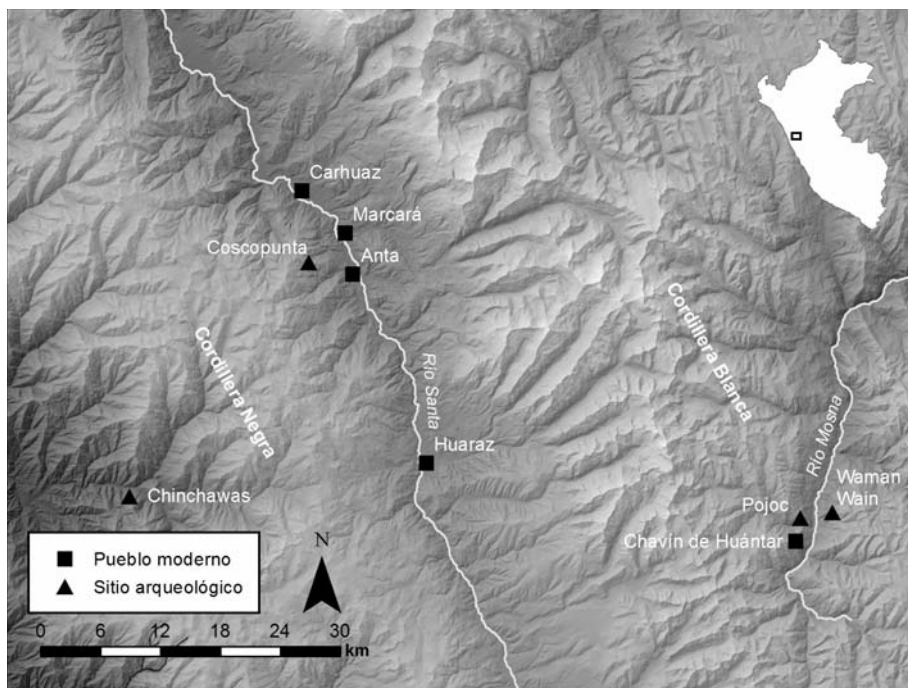 Carhuaz
Marcará
Coscopunta
Anta
Cordillera Negra
Río Santa
Cordillera Blanca
Río Mosna
Huaraz
Waman
Wain
Chinchawas
Pojoc
Chavín de Huántar
Pueblo moderno
Sitio arqueológico
N
0 6 12 18 24 30
km